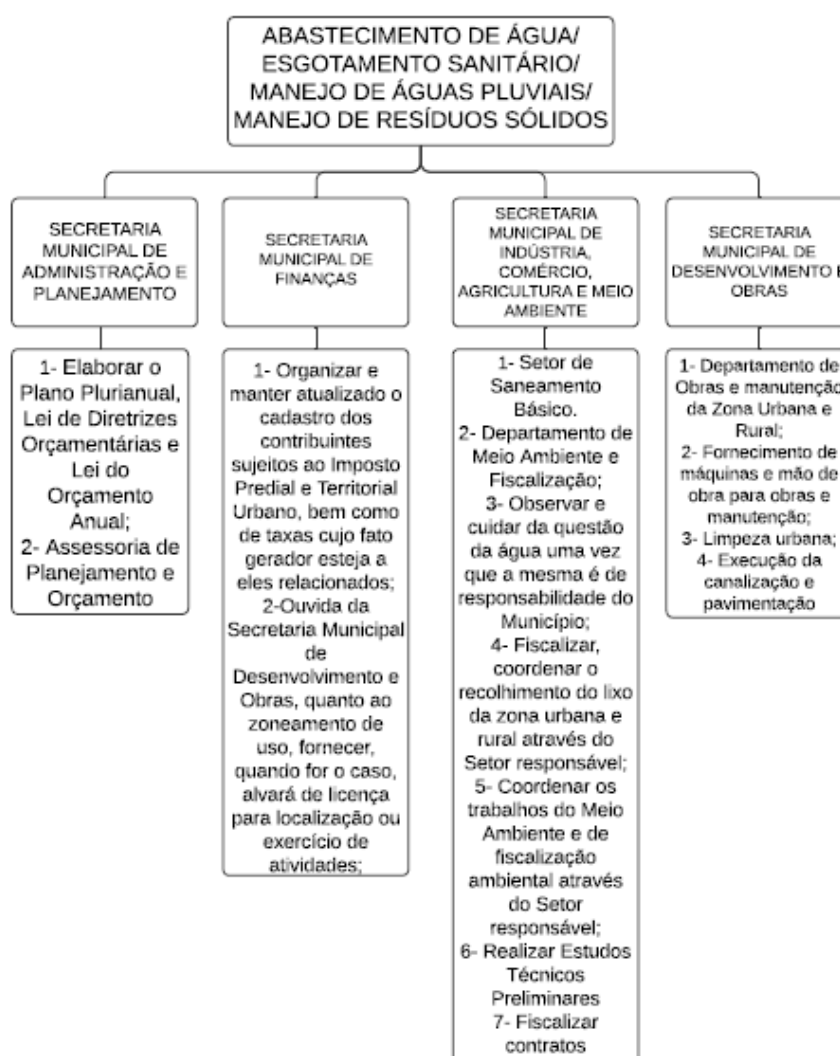 ABASTECIMENTO DE ÁGUA/
ESGOTAMENTO SANITÁRIO/
MANEJO DE ÁGUAS PLUVIAIS/
MANEJO DE RESÍDUOS SÓLIDOS
SECRETARIA
MUNICIPAL DE
ADMINISTRAÇÃO E
PLANEJAMENTO
1- Elaborar o
Plano Plurianual,
Lei de Diretrizes
Orçamentárias e
Lei do
Orçamento
Anual;
2- Assessoria de
Planejamento e
Orçamento
SECRETARIA
MUNICIPAL DE
FINANÇAS
1- Organizar e
manter atualizado o
cadastro dos
contribuintes
sujeitos ao Imposto
Predial e Territorial
Urbano, bem como
de taxas cujo fato
gerador esteja a
eles relacionados;
2-Ouvida da
Secretaria Municipal
de
Desenvolvimento e
Obras, quanto ao
zoneamento de
uso, fornecer,
quando for o caso,
alvará de licença
para localização ou
exercício de
atividades;
SECRETARIA
MUNICIPAL DE
INDÚSTRIA,
COMÉRCIO,
AGRICULTURA E MEIO
AMBIENTE
1- Setor de
Saneamento
Básico.
2- Departamento de
Meio Ambiente e
Fiscalização;
3- Observar e
cuidar da questão
da água uma vez
que a mesma é de
responsabilidade do
Município;
4- Fiscalizar,
coordenar o
recolhimento do lixo
da zona urbana e
rural através do
Setor responsável;
5- Coordenar os
trabalhos do Meio
Ambiente e de
fiscalização
ambiental através
do Setor
responsável;
6- Realizar Estudos
Técnicos
Preliminares
7- Fiscalizar
contratos
SECRETARIA
MUNICIPAL DE
DESENVOLVIMENTO E
OBRAS
1- Departamento de
Obras e manutenção
da Zona Urbana e
Rural;
2- Fornecimento de
máquinas e mão de
obra para obras e
manutenção;
3- Limpeza urbana;
4- Execução da
canalização e
pavimentação